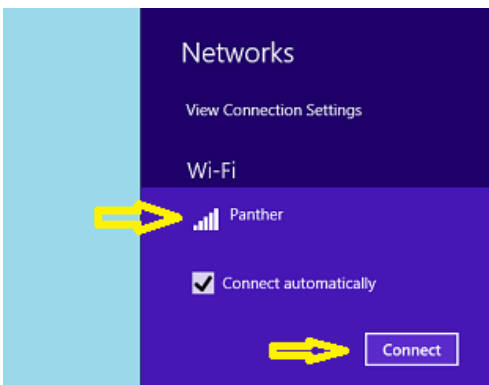 Networks
View Connection Settings
Wi-Fi
Panther
Connect automatically
Connect